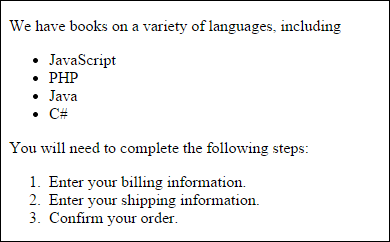 We have books on a variety of languages, including
• JavaScript
• PHP
• Java
• C#
You will need to complete the following steps:
1. Enter your billing information.
2. Enter your shipping information.
3. Confirm your order.